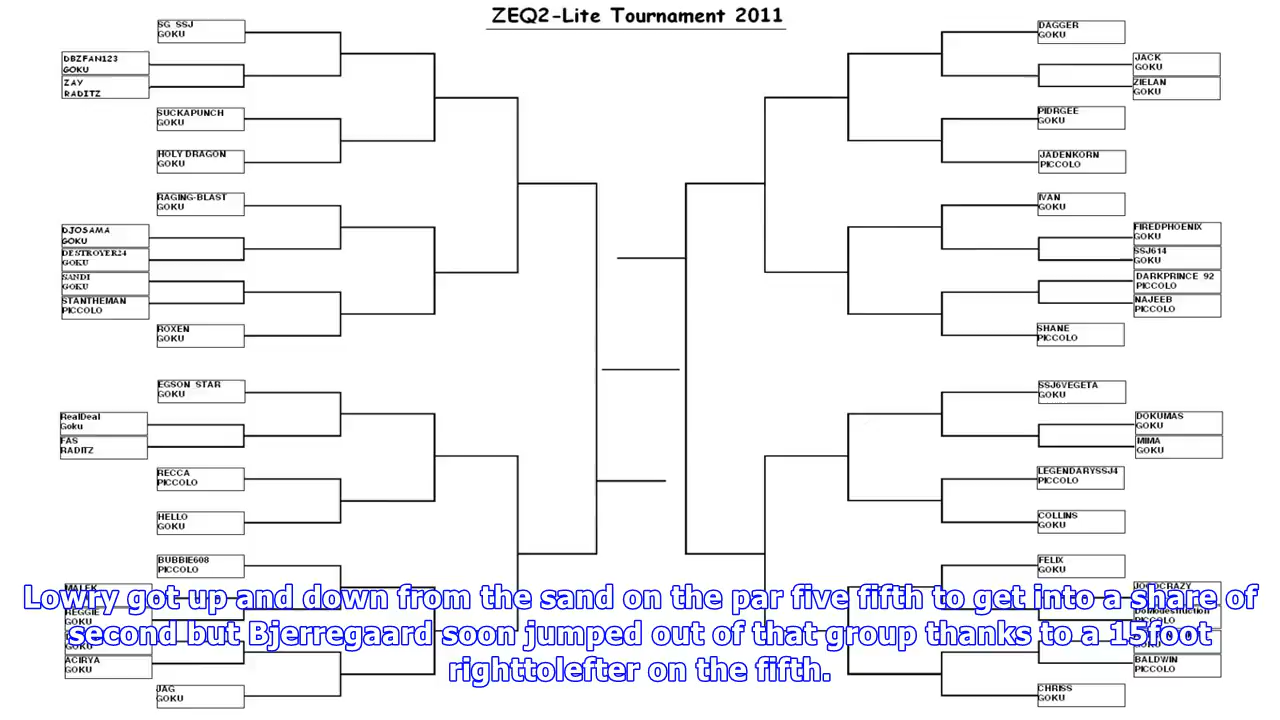 ZEQ2-Lite Tournament 2011
SG SSJ
GOKU
DBZFAN123
GOKU
ZAY
RADITZ
SUCKAPUNCH
GOKU
HOLY DRAGON
GOKU
RAGING-BLAST
GOKU
DJOSAMA
GOKU
DESTROYER24
GOKU
SANDI
GOKU
STANTHEMAN
PICCOLO
ROXEN
GOKU
EGSON STAR
GOKU
RealDeal
Goku
FAS
RADITZ
RECCA
PICCOLO
HELLO
GOKU
BUBBIE608
PICCOLO
MALEK
REGGIE
ACIRYA
GOKU
JAG
GOKU
DAGGER
GOKU
JACK
GOKU
ZIELAN
GOKU
PIDRGEE
GOKU
JADENKORN
PICCOLO
IVAN
GOKU
FIREDPHOENIX
GOKU
SSJ614
GOKU
DARKPRINCE 92
PICCOLO
NAJEEB
PICCOLO
SHANE
PICCOLO
SSJ6VEGETA
GOKU
DOKUMAS
GOKU
MIMA
GOKU
LEGENDARYSSJ4
PICCOLO
COLLINS
GOKU
FELIX
GOKU
DoModestruction
BALDWIN
PICCOLO
CHRISS
GOKU
Lowry got up and down from the sand on the par five fifth to get into a share of
second but Bjerregaard soon jumped out of that group thanks to a 15foot
righttolefter on the fifth.